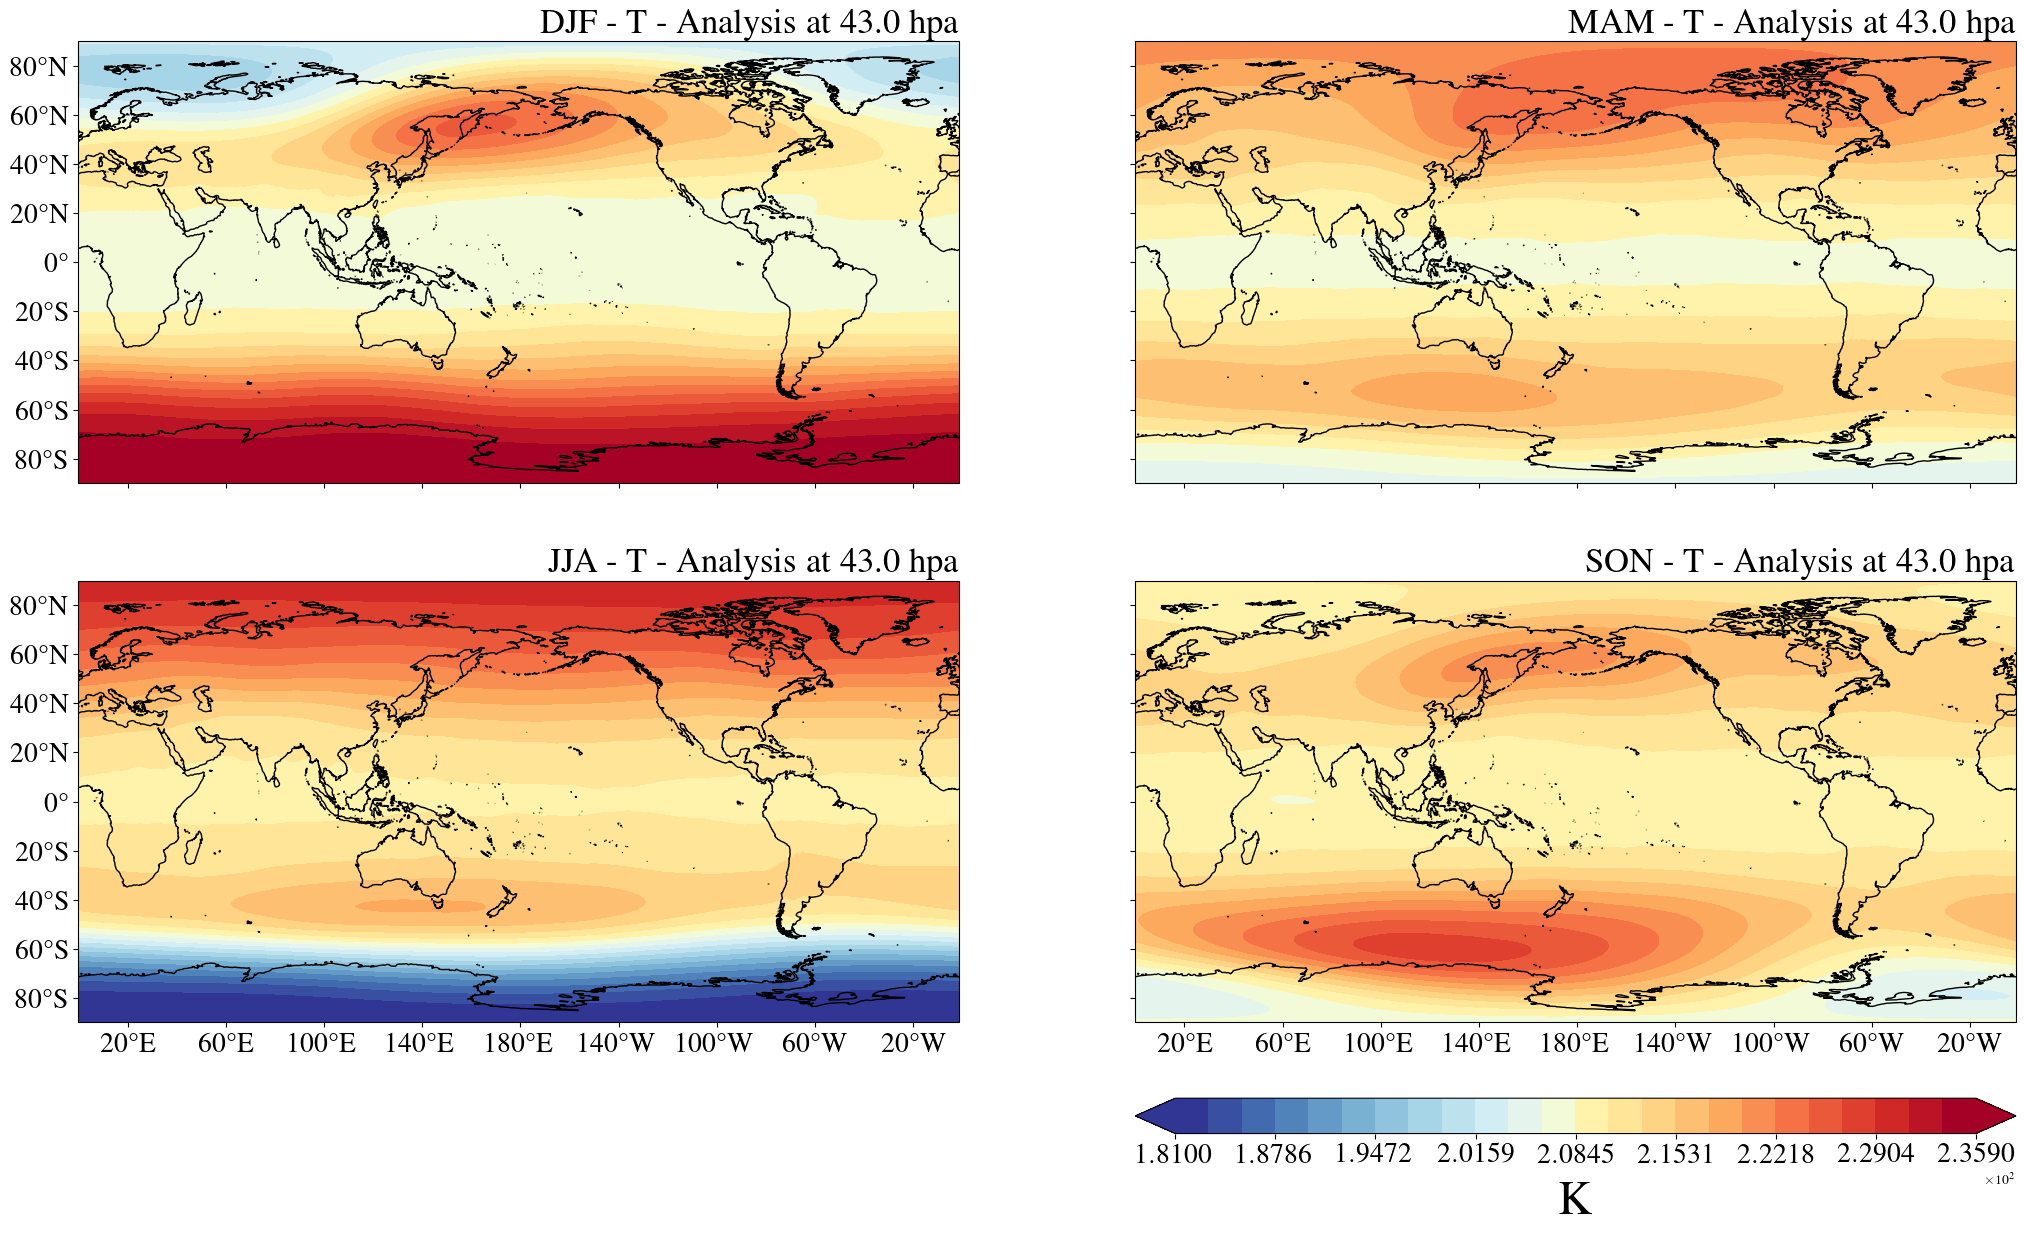 DJF - T - Analysis at 43.0 hpa
MAM - T - Analysis at 43.0 hpa
80°N
60°N
40°N
20°N
0°
20°S
40°S
60°S
80°S
JJA - T - Analysis at 43.0 hpa
SON - T - Analysis at 43.0 hpa
80°N
60°N
40°N
20°N
0°
20°S
40°S
60°S
80°S
20°E 60°E 100°E 140°E 180°E 140°W 100°W 60°W 20°W
20°E 60°E 100°E 140°E 180°E 140°W 100°W 60°W 20°W
1.8100 1.8786 1.9472 2.0159 2.0845 2.1531 2.2218 2.2904 2.3590
×10²
K